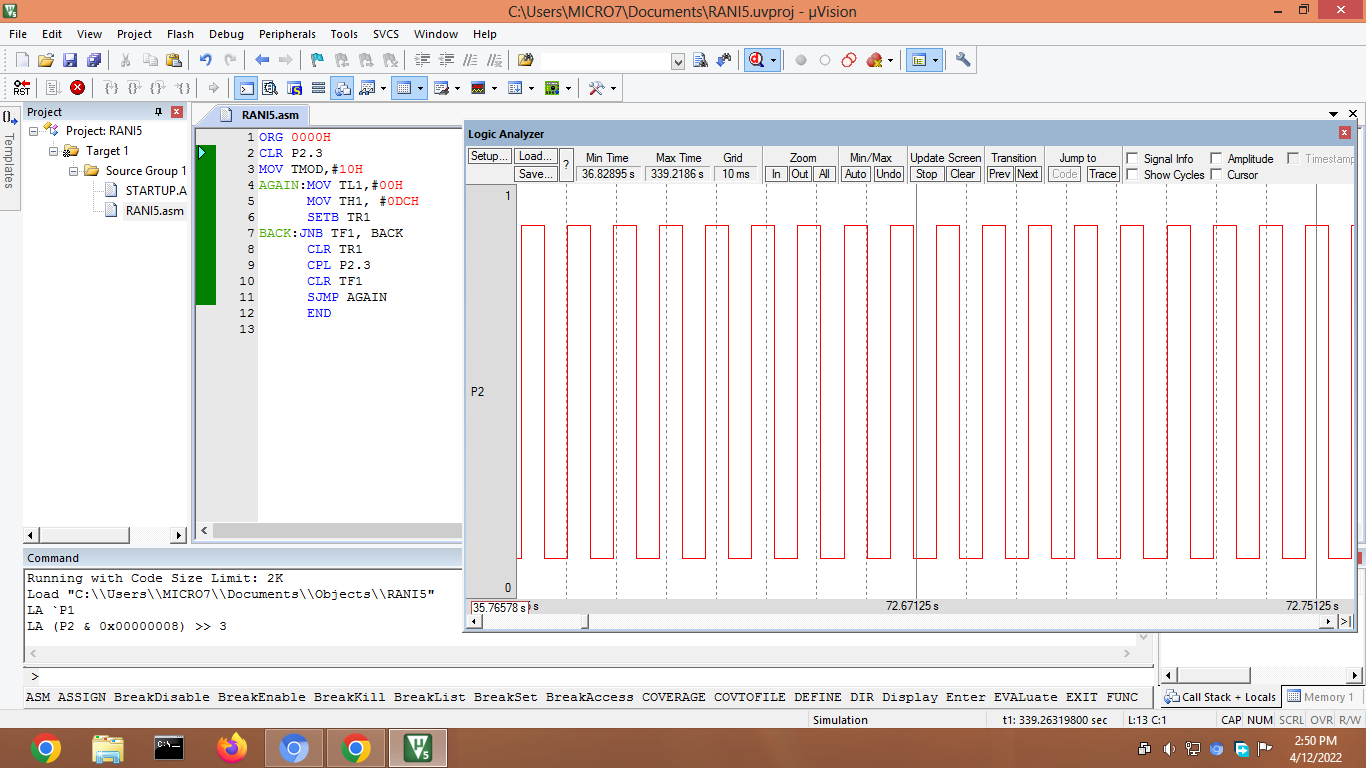 C:\Users\MICRO7\Documents\RANI5.uvproj - µVision
File Edit View Project Flash Debug Peripherals Tools SVCS Window Help
RST
Project
Project: RANI5
Target 1
Source Group 1
STARTUP.A
RANI5.asm
Templates
RANI5.asm
1 ORG 0000H
2 CLR P2.3
3 MOV TMOD,#10H
4 AGAIN:MOV TL1,#00H
5 MOV TH1, #0DCH
6 SETB TR1
7 BACK:JNB TF1, BACK
8 CLR TR1
9 CPL P2.3
10 CLR TF1
11 SJMP AGAIN
12 END
13
Logic Analyzer
Setup... Load... ? Min Time Max Time Grid Zoom Min/Max Update Screen Transition Jump to Signal Info Amplitude Timestamp
Save... 36.82895 s 339.2186 s 10 ms In Out All Auto Undo Stop Clear Prev Next Code Trace Show Cycles Cursor
1
P2
0
35.76578 s s 72.67125 s 72.75125 s
Command
Running with Code Size Limit: 2K
Load "C:\\Users\\MICRO7\\Documents\\Objects\\RANI5"
LA `P1
LA (P2 & 0x00000008) >> 3
>
ASM ASSIGN BreakDisable BreakEnable BreakKill BreakList BreakSet BreakAccess COVERAGE COVTOFILE DEFINE DIR Display Enter EVALuate EXIT FUNC
Call Stack + Locals Memory 1
Simulation t1: 339.26319800 sec L:13 C:1 CAP NUM SCRL OVR R/W
2:50 PM
4/12/2022